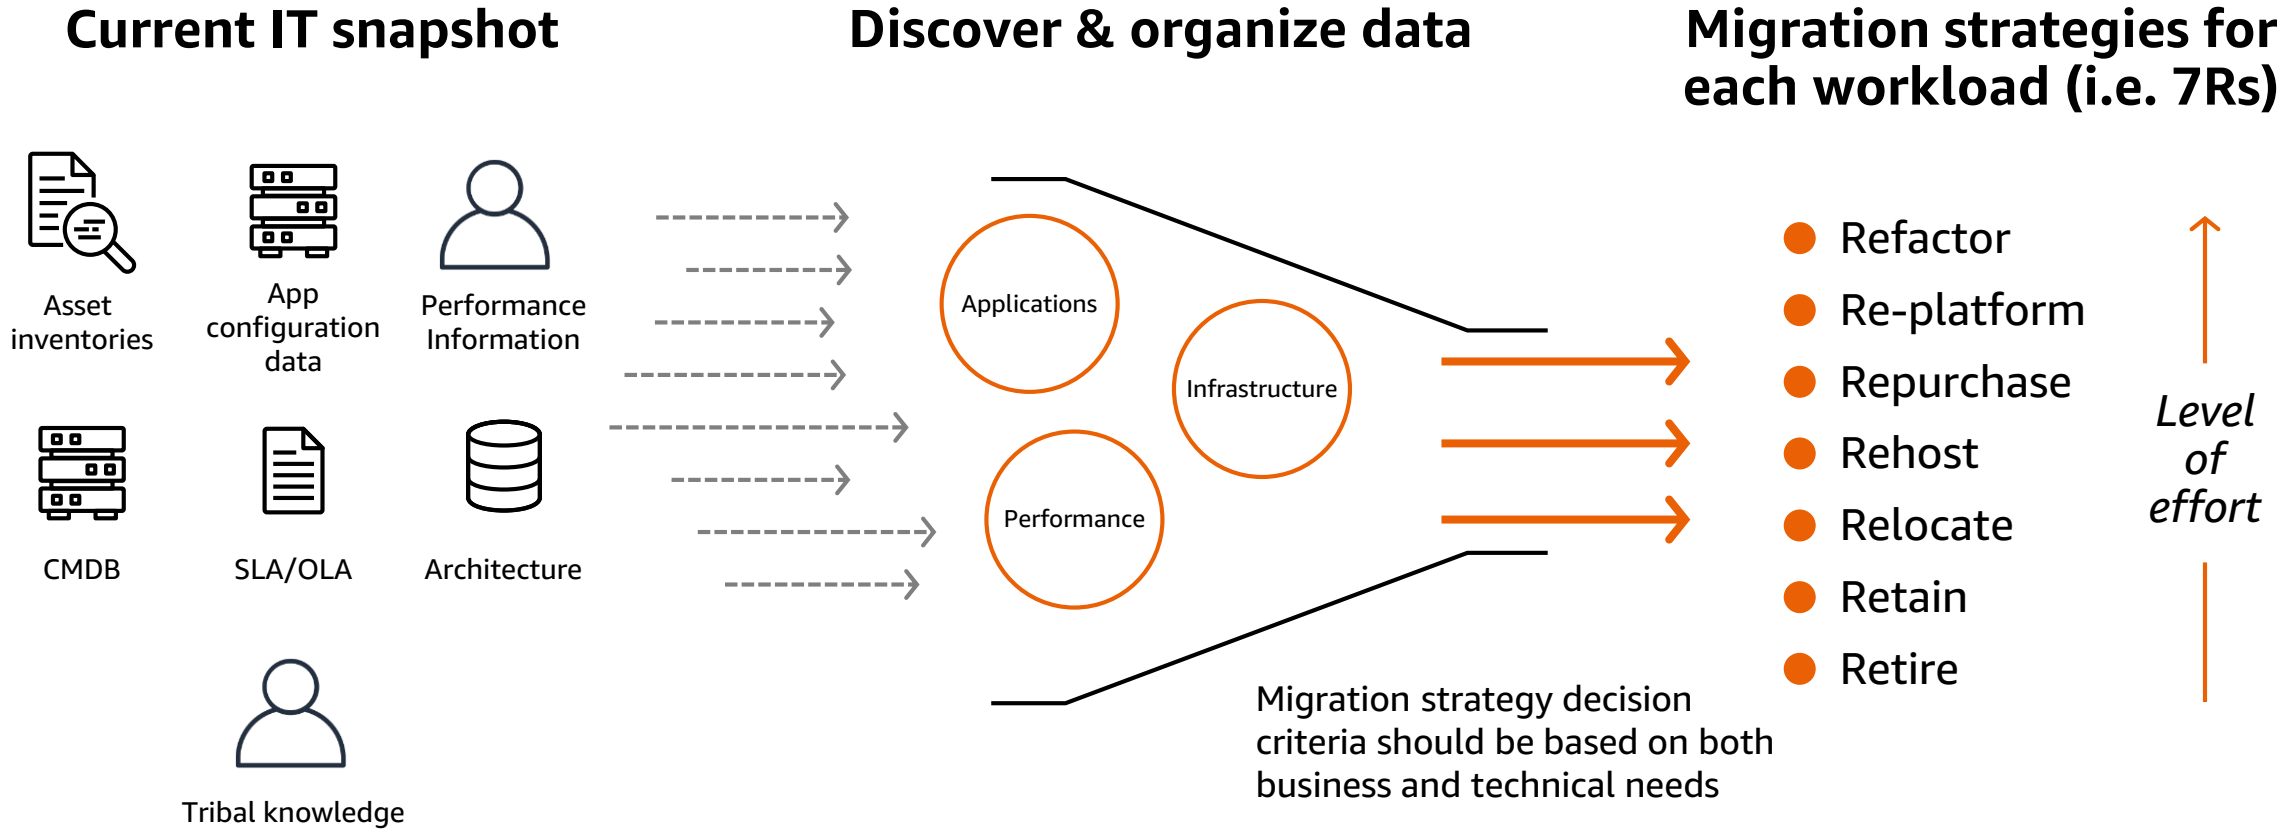 Current IT snapshot
Discover & organize data
Migration strategies for
each workload (i.e. 7Rs)
Asset
inventories
App
configuration
data
Performance
Information
CMDB
SLA/OLA
Architecture
Tribal knowledge
Applications
Infrastructure
Performance
Migration strategy decision
criteria should be based on both
business and technical needs
Refactor
Re-platform
Repurchase
Rehost
Relocate
Retain
Retire
Level
of
effort